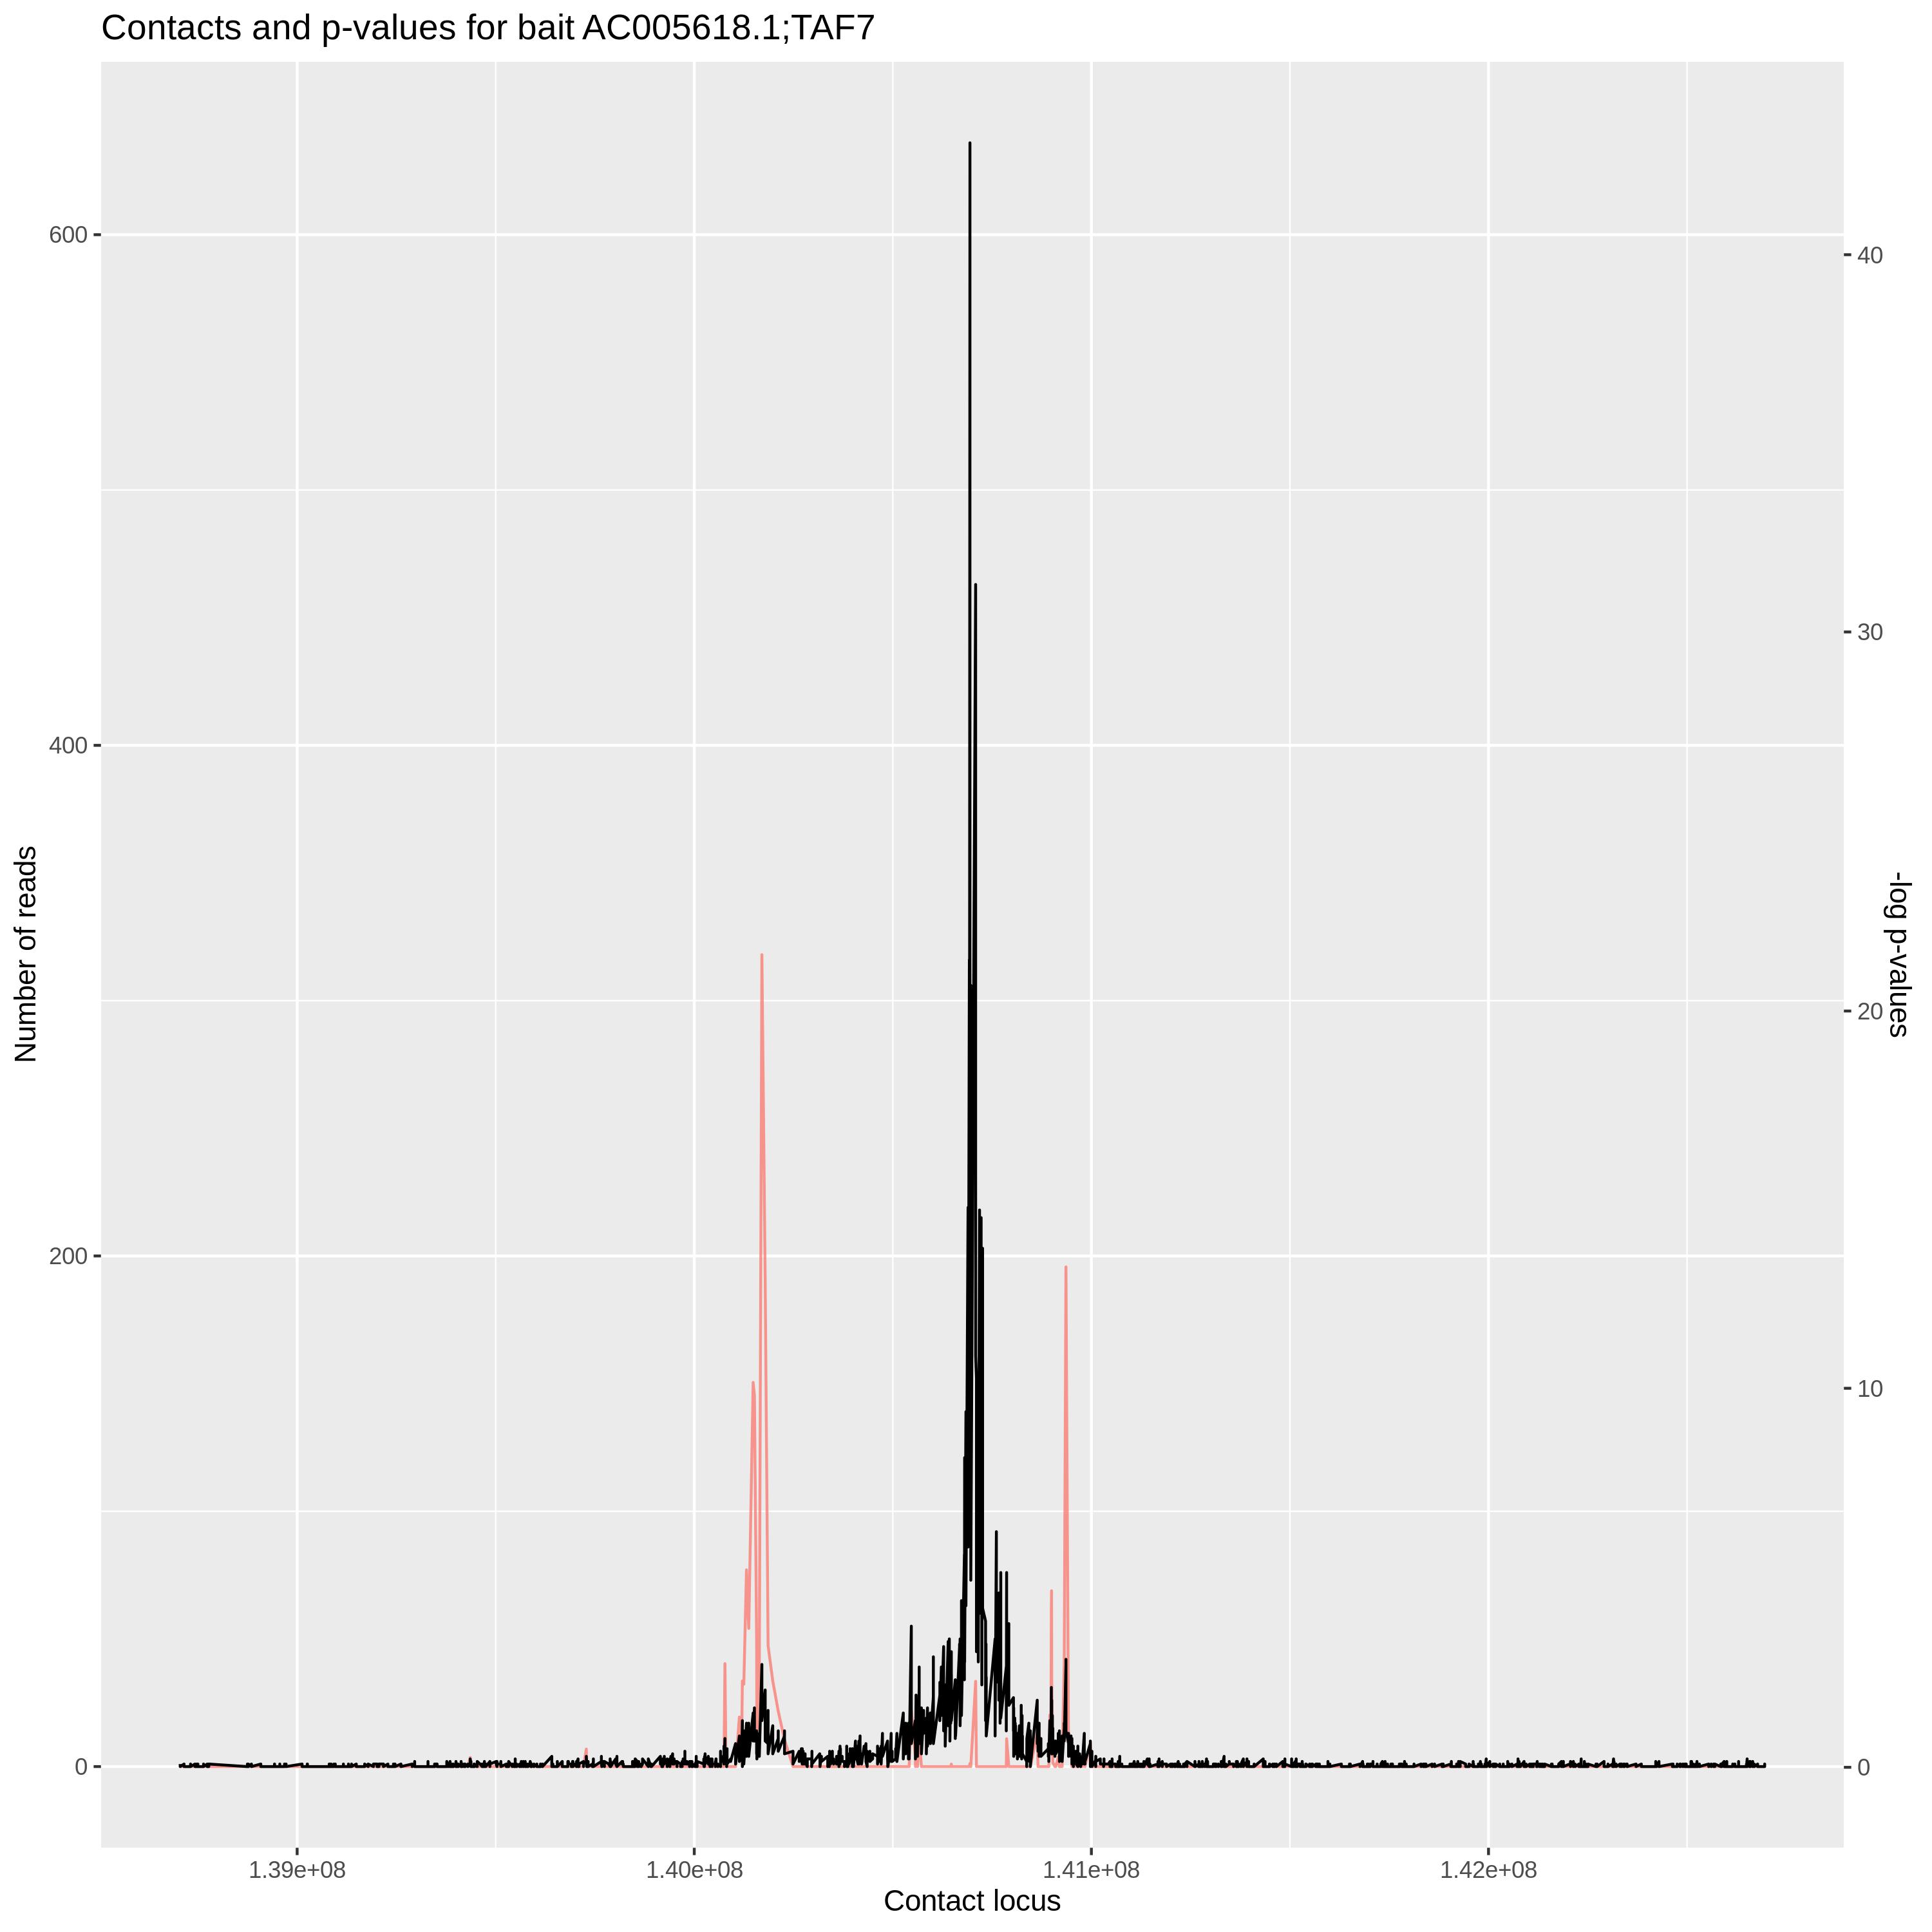 Contacts and p-values for bait AC005618.1;TAF7
600
400
200
0
Number of reads
40
30
20
10
0
-log p-values
1.39e+08
1.40e+08
1.41e+08
1.42e+08
Contact locus